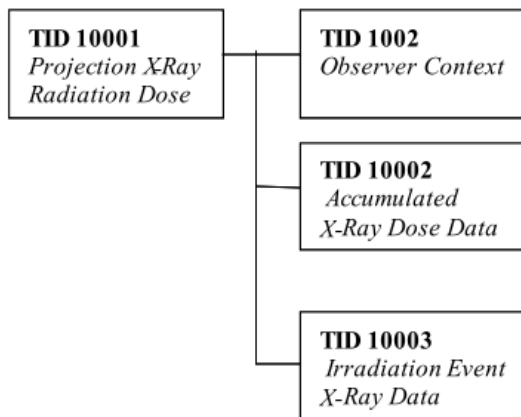 TID 10001
Projection X-Ray
Radiation Dose
TID 1002
Observer Context
TID 10002
Accumulated
X-Ray Dose Data
TID 10003
Irradiation Event
X-Ray Data